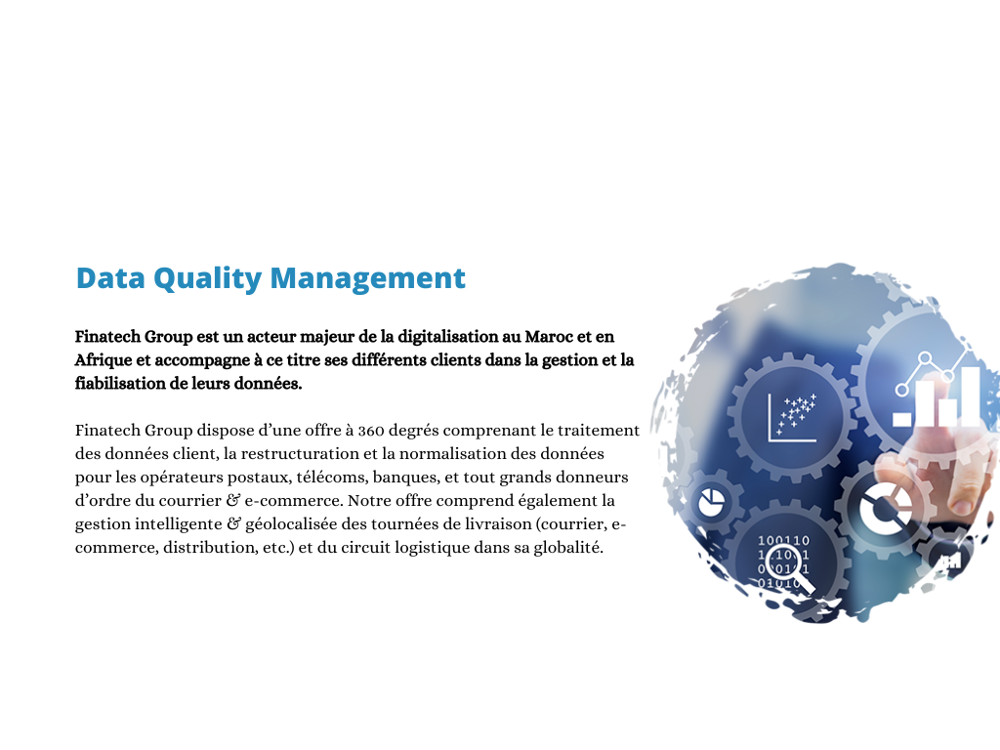 Data Quality Management
Finatech Group est un acteur majeur de la digitalisation au Maroc et en
Afrique et accompagne à ce titre ses différents clients dans la gestion et la
fiabilisation de leurs données.
Finatech Group dispose d’une offre à 360 degrés comprenant le traitement
des données client, la restructuration et la normalisation des données
pour les opérateurs postaux, télécoms, banques, et tout grands donneurs
d’ordre du courrier & e-commerce. Notre offre comprend également la
gestion intelligente & géolocalisée des tournées de livraison (courrier, e-
commerce, distribution, etc.) et du circuit logistique dans sa globalité.
100110